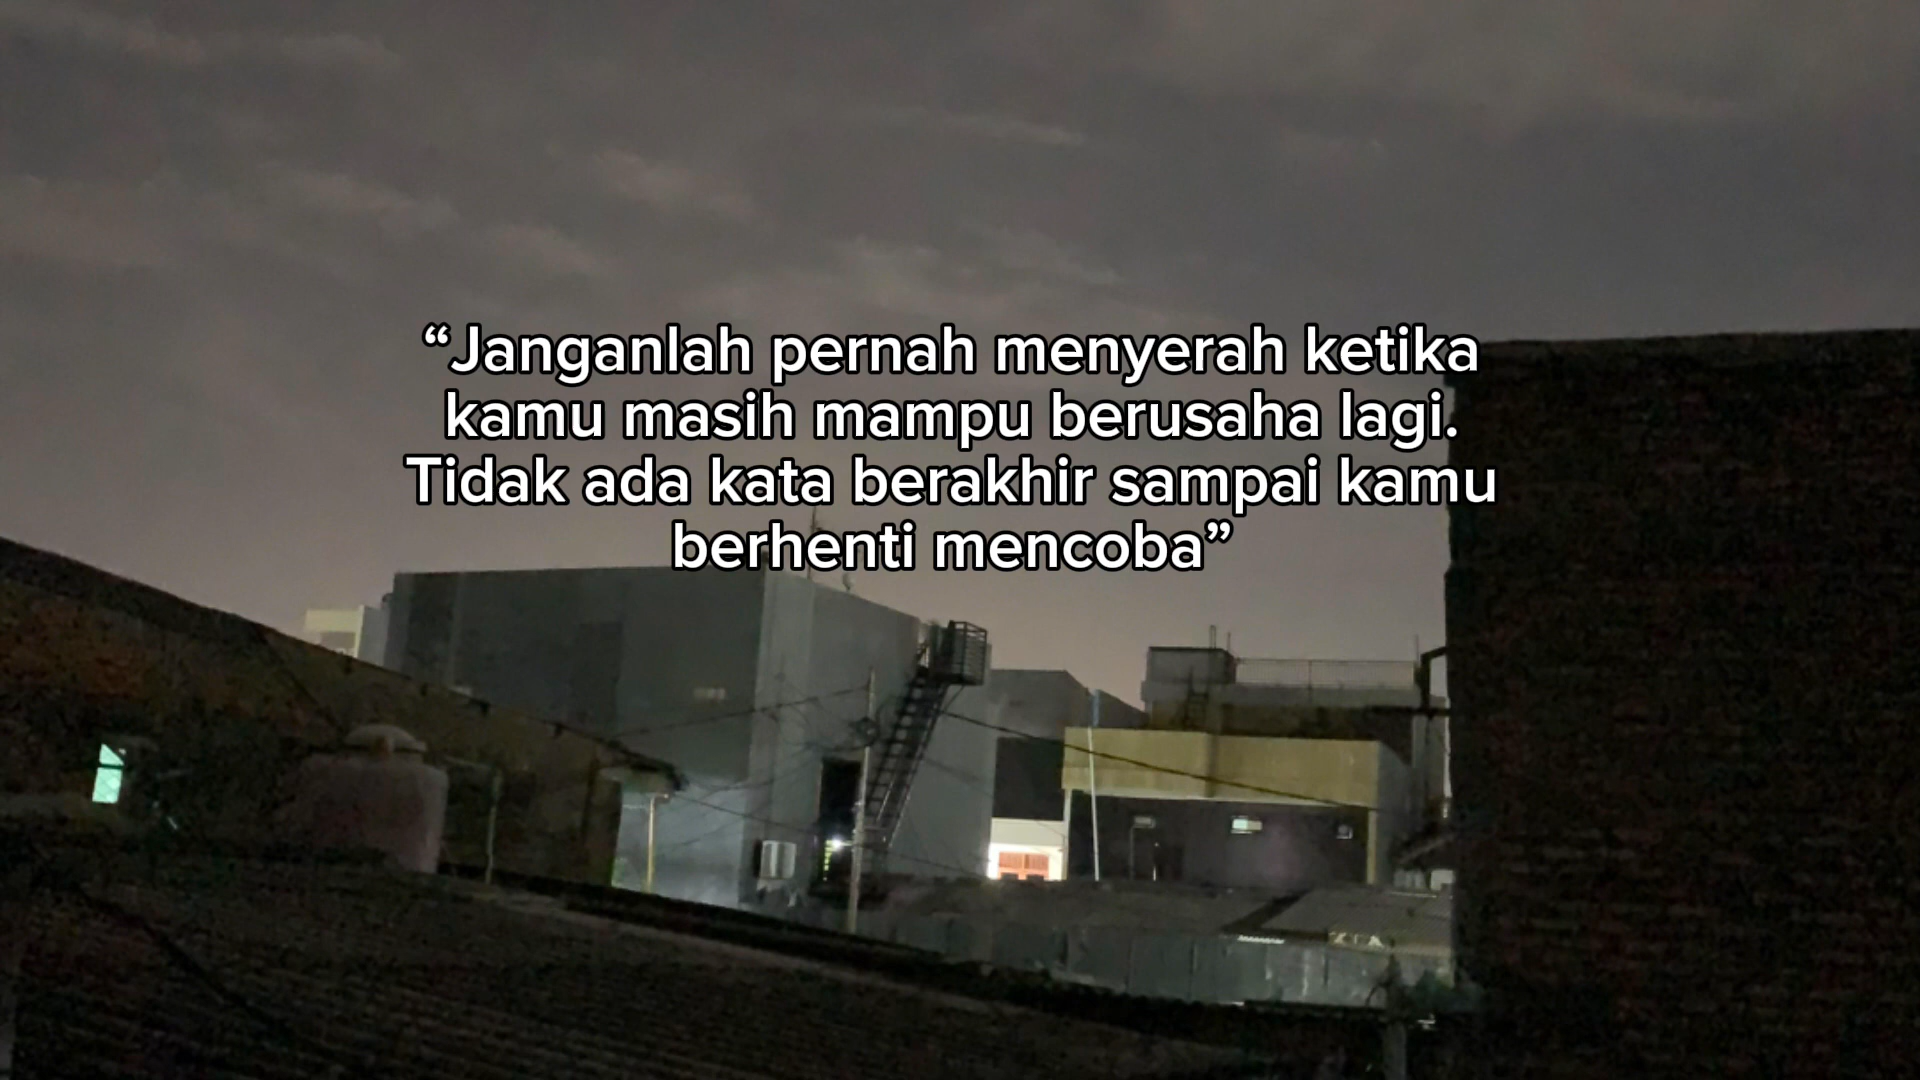 “Janganlah pernah menyerah ketika
kamu masih mampu berusaha lagi.
Tidak ada kata berakhir sampai kamu
berhenti mencoba”